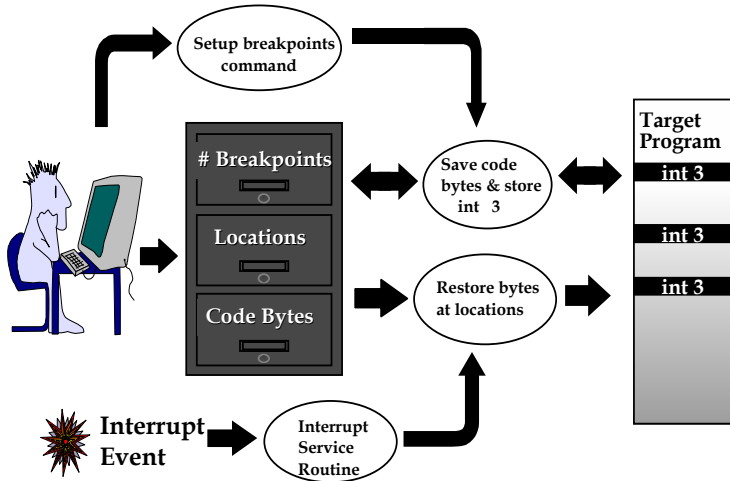 Setup breakpoints
command
# Breakpoints
Locations
Code Bytes
Save code
bytes & store
int 3
Restore bytes
at locations
Target
Program
int 3
int 3
int 3
Interrupt
Event
Interrupt
Service
Routine